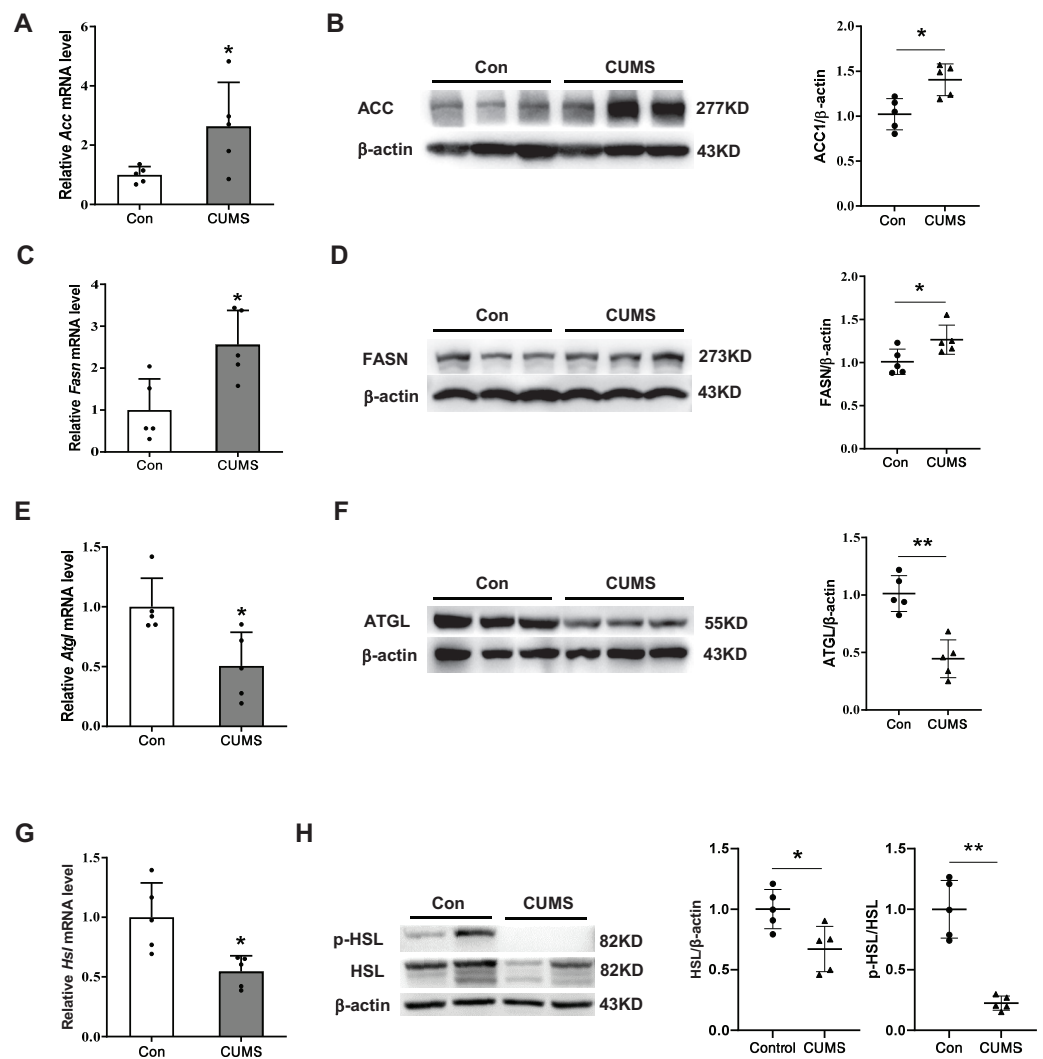 A
Relative Acc mRNA level
6
4
2
0
*
Con
CUMS
B
Con
CUMS
ACC
277KD
β-actin
43KD
ACC1/β-actin
2.0
1.5
1.0
0.5
0.0
*
Con
CUMS
C
Relative Fasn mRNA level
4
3
2
1
0
*
Con
CUMS
D
Con
CUMS
FASN
273KD
β-actin
43KD
FASN/β-actin
2.0
1.5
1.0
0.5
0.0
*
Con
CUMS
E
Relative Atgl mRNA level
1.5
1.0
0.5
0.0
*
Con
CUMS
F
Con
CUMS
ATGL
55KD
β-actin
43KD
ATGL/β-actin
1.5
1.0
0.5
0.0
**
Con
CUMS
G
Relative Hsl mRNA level
1.5
1.0
0.5
0.0
*
Con
CUMS
H
Con
CUMS
p-HSL
82KD
HSL
82KD
β-actin
43KD
HSL/β-actin
1.5
1.0
0.5
0.0
*
Control
CUMS
p-HSL/HSL
1.5
1.0
0.5
0.0
**
Con
CUMS